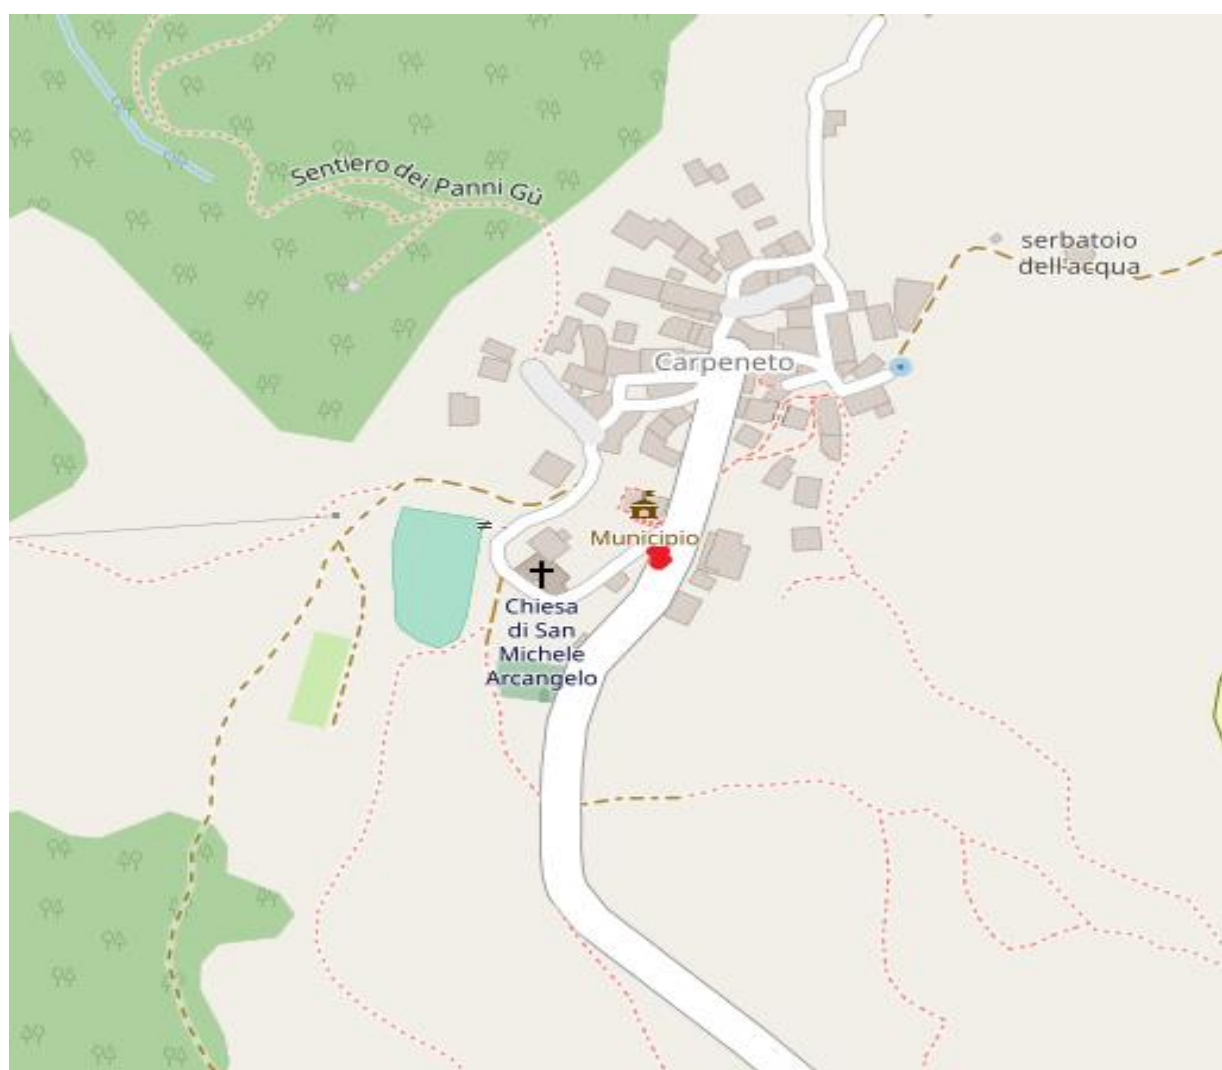 Sentiero dei Panni Gù
serbatoio
dell'acqua
Carpeneto
Municipio
Chiesa
di San
Michele
Arcangelo